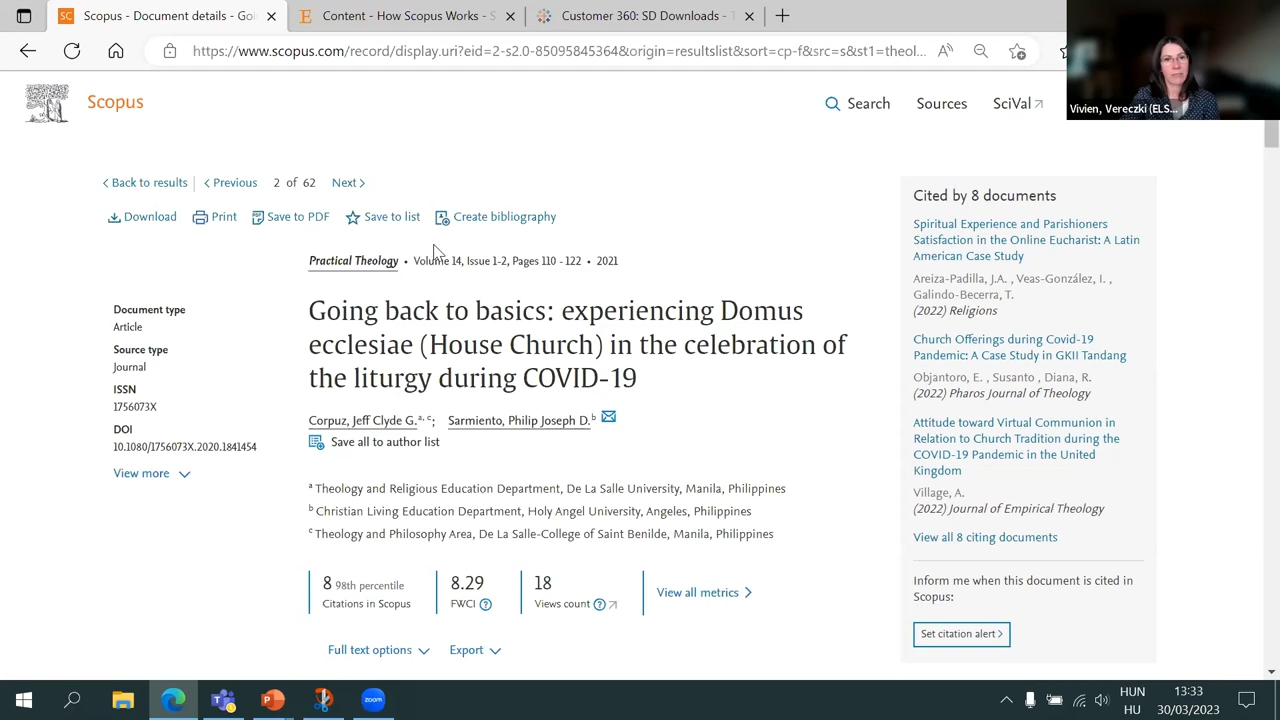 Scopus - Document details - Goi
Content - How Scopus Works - S
Customer 360: SD Downloads - T
https://www.scopus.com/record/display.uri?eid=2-s2.0-85095845364&origin=resultslist&sort=cp-f&src=s&st1=theol...
Vivien, Vereczki (ELS...
Scopus
Search
Sources
SciVal
Back to results
Previous
2 of 62
Next
Download
Print
Save to PDF
Save to list
Create bibliography
Practical Theology • Volume 14, Issue 1-2, Pages 110 - 122 • 2021
Document type
Article
Source type
Journal
ISSN
1756073X
DOI
10.1080/1756073X.2020.1841454
View more
Going back to basics: experiencing Domus
ecclesiae (House Church) in the celebration of
the liturgy during COVID-19
Corpuz, Jeff Clyde G.a, c; Sarmiento, Philip Joseph D.b
Save all to author list
a Theology and Religious Education Department, De La Salle University, Manila, Philippines
b Christian Living Education Department, Holy Angel University, Angeles, Philippines
c Theology and Philosophy Area, De La Salle-College of Saint Benilde, Manila, Philippines
8 98th percentile
Citations in Scopus
8.29
FWCI
18
Views count
View all metrics
Full text options
Export
Cited by 8 documents
Spiritual Experience and Parishioners
Satisfaction in the Online Eucharist: A Latin
American Case Study
Areiza-Padilla, J.A. , Veas-González, I. ,
Galindo-Becerra, T.
(2022) Religions
Church Offerings during Covid-19
Pandemic: A Case Study in GKII Tandang
Objantoro, E. , Susanto , Diana, R.
(2022) Pharos Journal of Theology
Attitude toward Virtual Communion in
Relation to Church Tradition during the
COVID-19 Pandemic in the United
Kingdom
Village, A.
(2022) Journal of Empirical Theology
View all 8 citing documents
Inform me when this document is cited in
Scopus:
Set citation alert
zoom
HUN
HU
13:33
30/03/2023